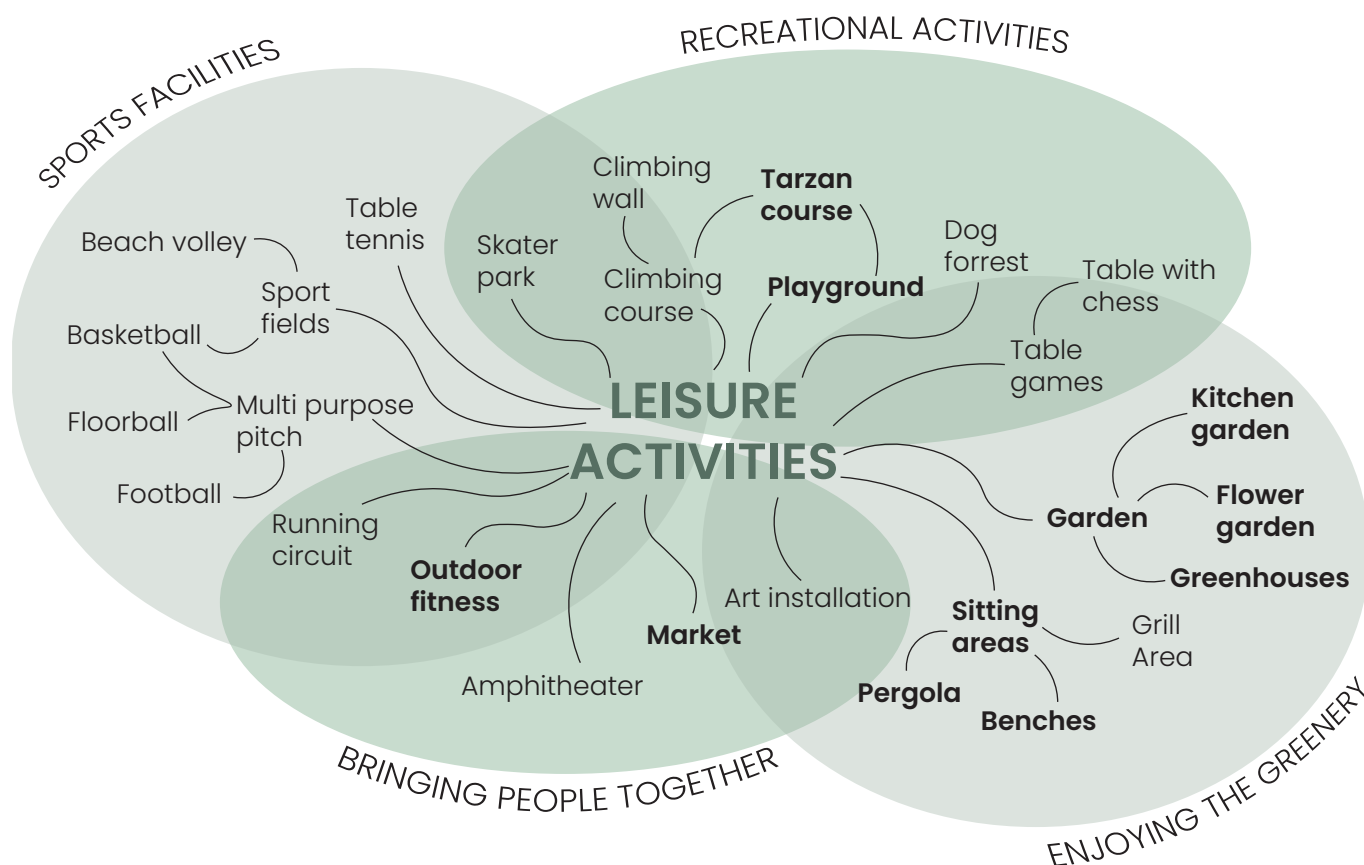 RECREATIONAL ACTIVITIES
SPORTS FACILITIES
Climbing
wall
Tarzan
course
Table
tennis
Skater
park
Beach volley
Dog
forrest
Climbing
course
Playground
Table with
chess
Sport
fields
Basketball
Table
games
LEISURE
ACTIVITIES
Kitchen
garden
Multi purpose
pitch
Floorball
Football
Flower
garden
Garden
Running
circuit
Outdoor
fitness
Greenhouses
Art installation
Sitting
areas
Market
Grill
Area
Amphitheater
Pergola
Benches
BRINGING PEOPLE TOGETHER
ENJOYING THE GREENERY